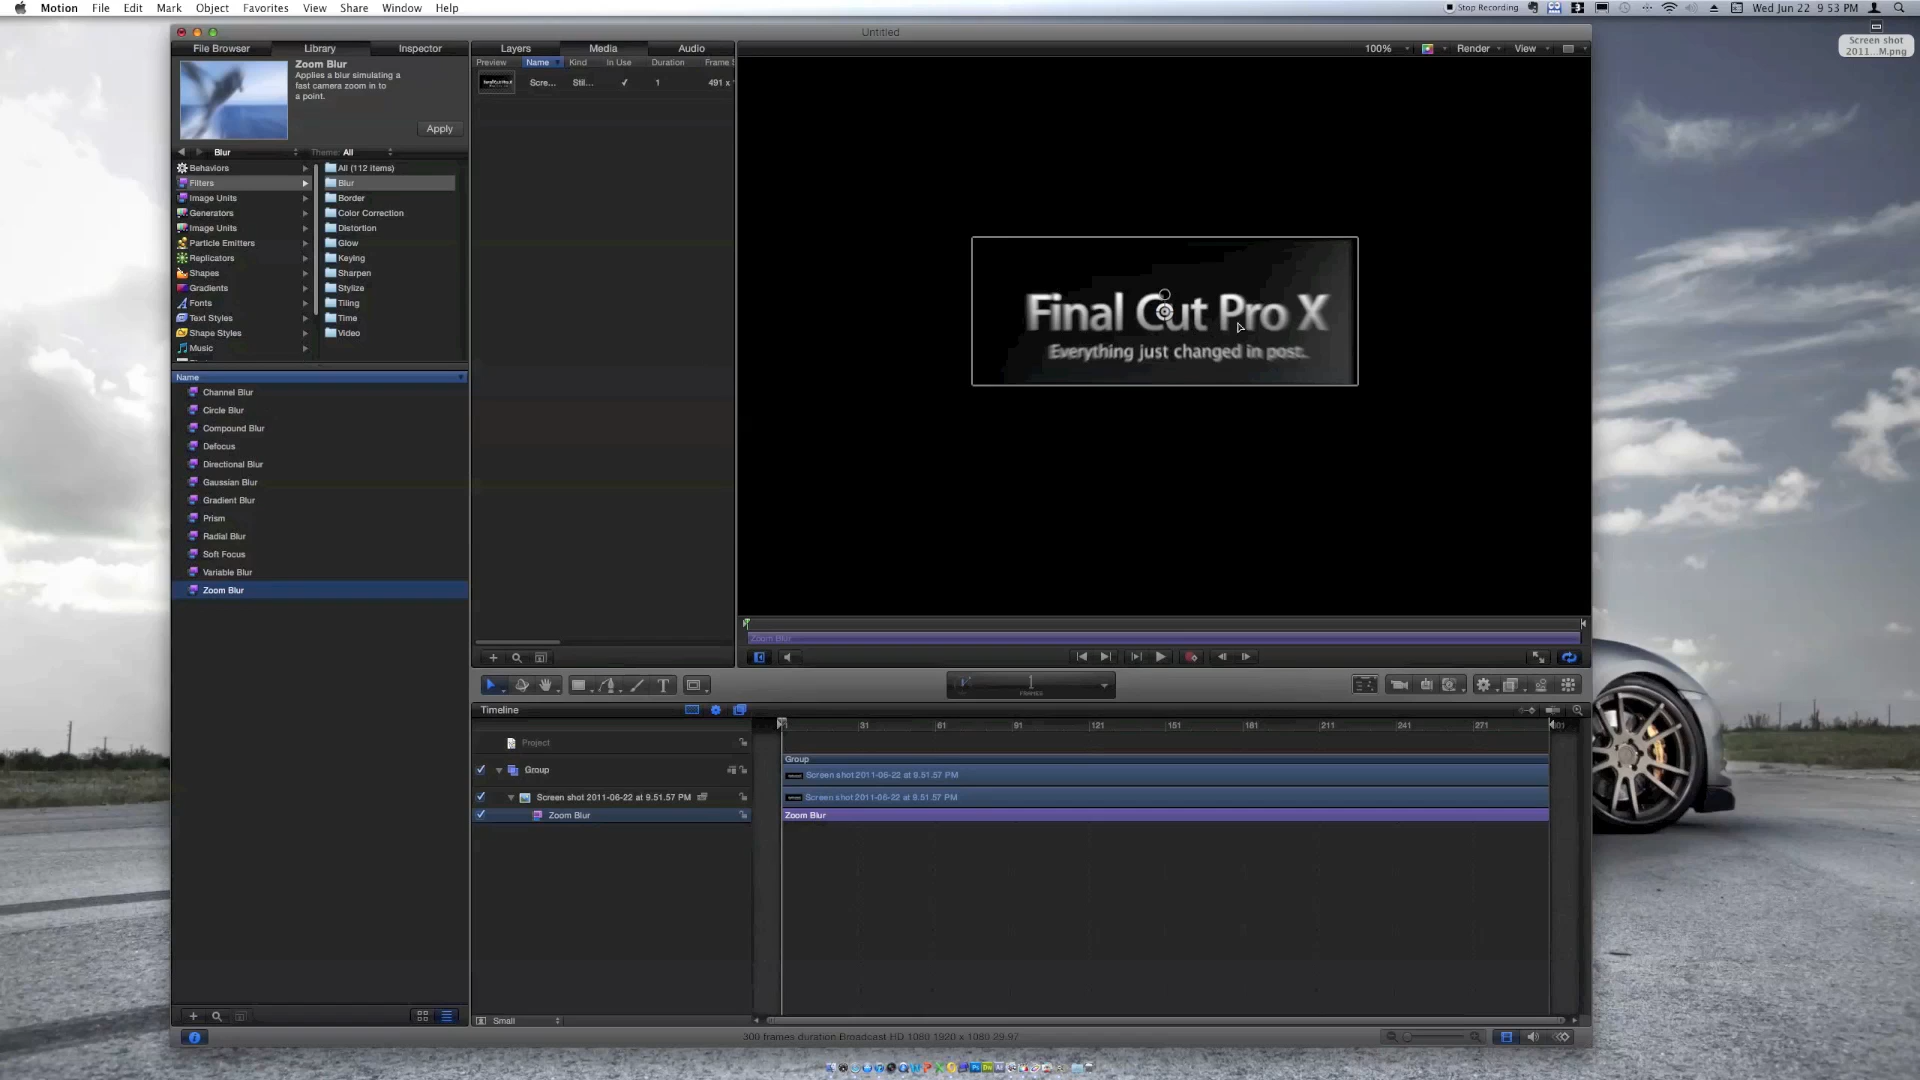 Motion File Edit Mark Object Favorites View Share Window Help
Stop Recording
Wed Jun 22 9 53 PM
Screen shot
2011...M.png
Untitled
File Browser Library Inspector
Zoom Blur
Applies a blur simulating a
fast camera zoom in to
a point.
Apply
Blur Theme: All
Behaviors
Filters
Image Units
Generators
Image Units
Particle Emitters
Replicators
Shapes
Gradients
Fonts
Text Styles
Shape Styles
Music
All (112 items)
Blur
Border
Color Correction
Distortion
Glow
Keying
Sharpen
Stylize
Tiling
Time
Video
Name
Channel Blur
Circle Blur
Compound Blur
Defocus
Directional Blur
Gaussian Blur
Gradient Blur
Prism
Radial Blur
Soft Focus
Variable Blur
Zoom Blur
Layers Media Audio
Preview Name Kind In Use Duration Frame S
Scre... Stil... 1 491 x
100% Render View
Final Cut Pro X
Everything just changed in post.
Zoom Blur
1
FRAMES
Timeline
31 61 91 121 151 181 211 241 271 301
Project
Group
Screen shot 2011-06-22 at 9.51.57 PM
Zoom Blur
Group
Screen shot 2011-06-22 at 9.51.57 PM
Screen shot 2011-06-22 at 9.51.57 PM
Zoom Blur
Small
300 frames duration Broadcast HD 1080 1920 x 1080 29.97